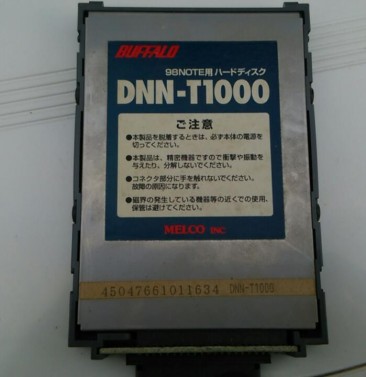 BUFFALO
98NOTE用 ハードディスク
DNN-T1000
ご注意
●本製品を脱着するときは、必ず本体の電源を
切ってください。
●本製品は、精密機器ですので衝撃や振動を
与えたり、分解しないでください。
●コネクタ部分に手を触れないでください。
故障の原因になります。
●磁界の発生している機器等の近くでの使用、
保管は避けてください。
MELCO INC
45047661011634 DNN-T1000